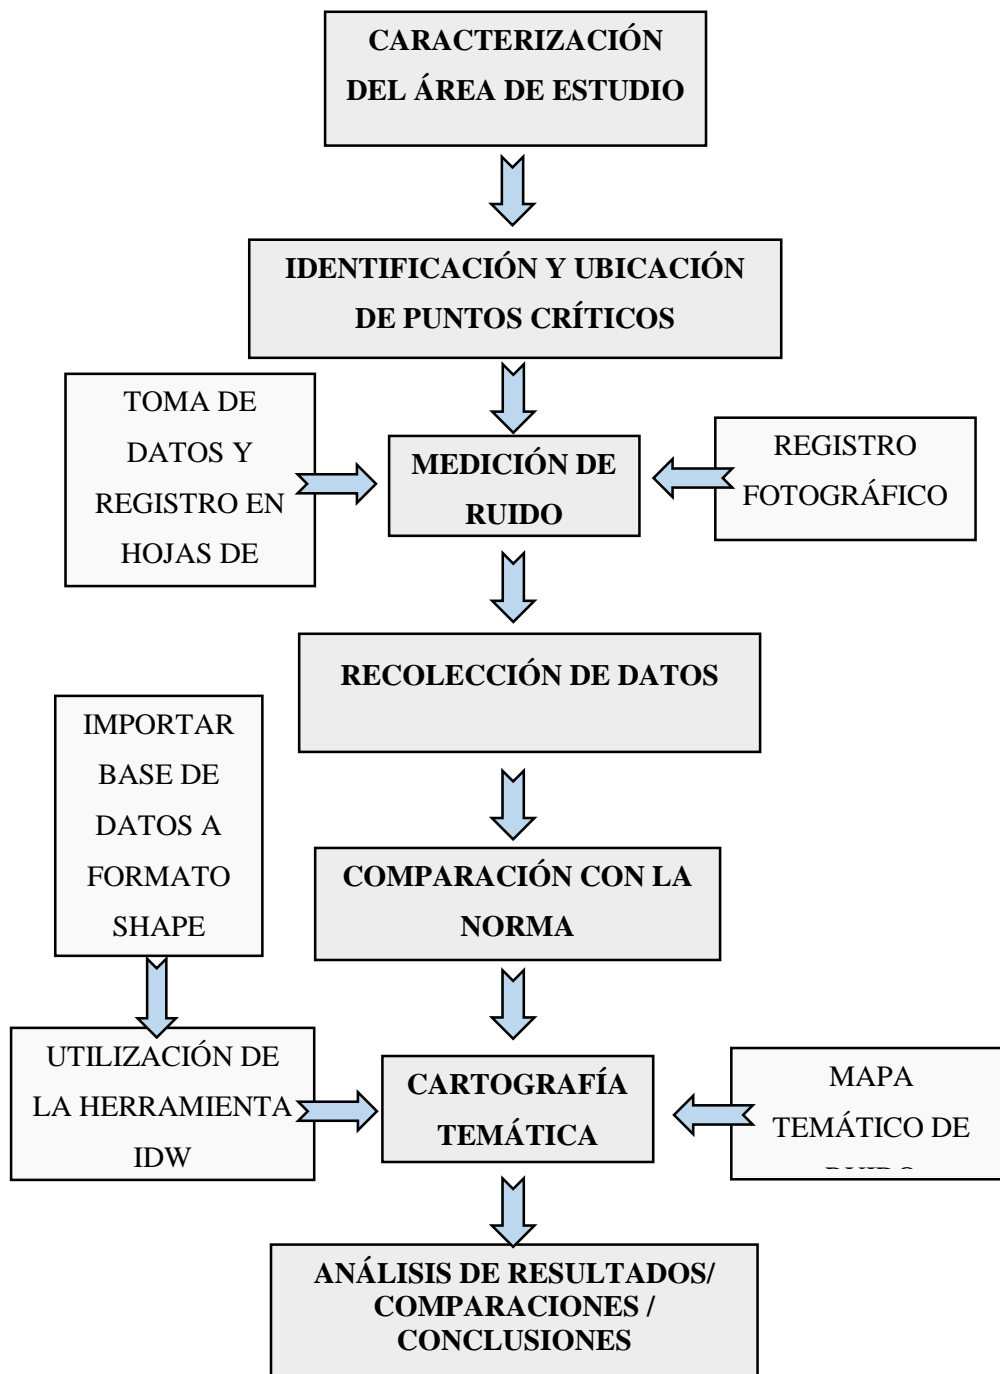 CARACTERIZACIÓN
DEL ÁREA DE ESTUDIO
IDENTIFICACIÓN Y UBICACIÓN
DE PUNTOS CRÍTICOS
TOMA DE
DATOS Y
REGISTRO EN
HOJAS DE
MEDICIÓN DE
RUIDO
REGISTRO
FOTOGRÁFICO
RECOLECCIÓN DE DATOS
IMPORTAR
BASE DE
DATOS A
FORMATO
SHAPE
COMPARACIÓN CON LA
NORMA
UTILIZACIÓN DE
LA HERRAMIENTA
IDW
CARTOGRAFÍA
TEMÁTICA
MAPA
TEMÁTICO DE
ANÁLISIS DE RESULTADOS/
COMPARACIONES /
CONCLUSIONES